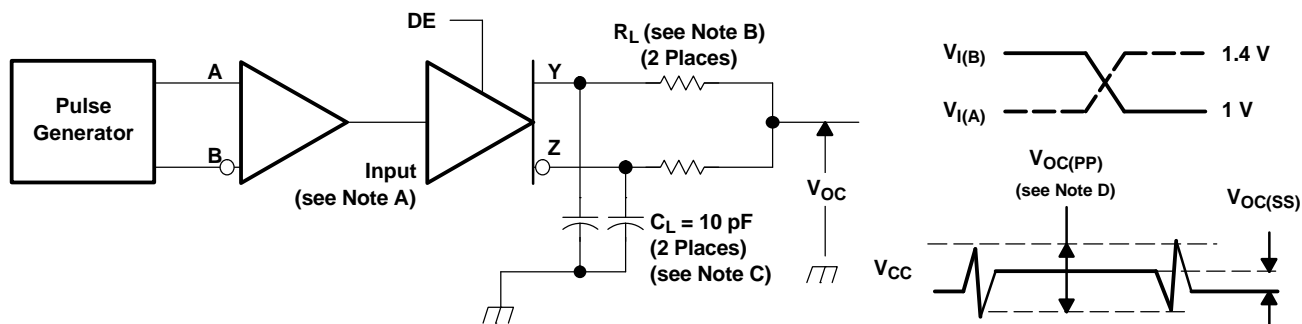 DE
R_L (see Note B)
(2 Places)
A
Y
Pulse
Generator
B
Z
Input
(see Note A)
V_OC
C_L = 10 pF
(2 Places)
(see Note C)
V_I(B)
1.4 V
V_I(A)
1 V
V_OC(PP)
(see Note D)
V_OC(SS)
V_CC